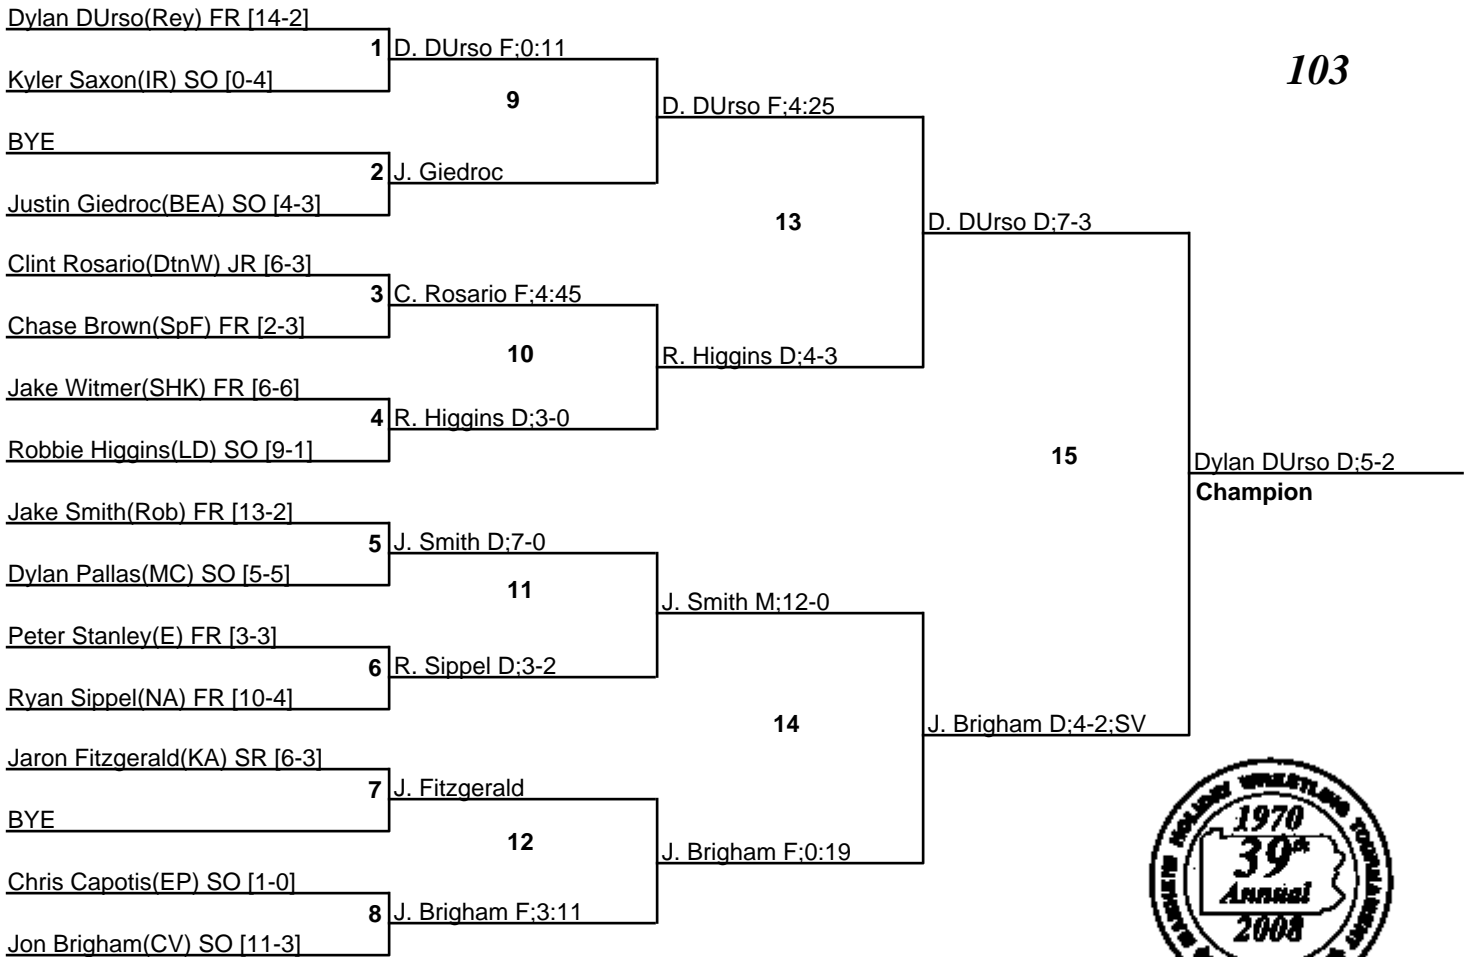 Dylan DUrso(Rey) FR [14-2]
1 D. DUrso F;0:11
Kyler Saxon(IR) SO [0-4]
103
9
D. DUrso F;4:25
BYE
2 J. Giedroc
Justin Giedroc(BEA) SO [4-3]
13
D. DUrso D;7-3
Clint Rosario(DtnW) JR [6-3]
3 C. Rosario F;4:45
Chase Brown(SpF) FR [2-3]
10
R. Higgins D;4-3
Jake Witmer(SHK) FR [6-6]
4 R. Higgins D;3-0
Robbie Higgins(LD) SO [9-1]
15
Dylan DUrso D;5-2
Champion
Jake Smith(Rob) FR [13-2]
5 J. Smith D;7-0
Dylan Pallas(MC) SO [5-5]
11
J. Smith M;12-0
Peter Stanley(E) FR [3-3]
6 R. Sippel D;3-2
Ryan Sippel(NA) FR [10-4]
14
J. Brigham D;4-2;SV
Jaron Fitzgerald(KA) SR [6-3]
7 J. Fitzgerald
BYE
12
J. Brigham F;0:19
Chris Capotis(EP) SO [1-0]
8 J. Brigham F;3:11
Jon Brigham(CV) SO [11-3]
HOLIDAY WRESTLING TOURNAMENT
1970
39th
Annual
2008